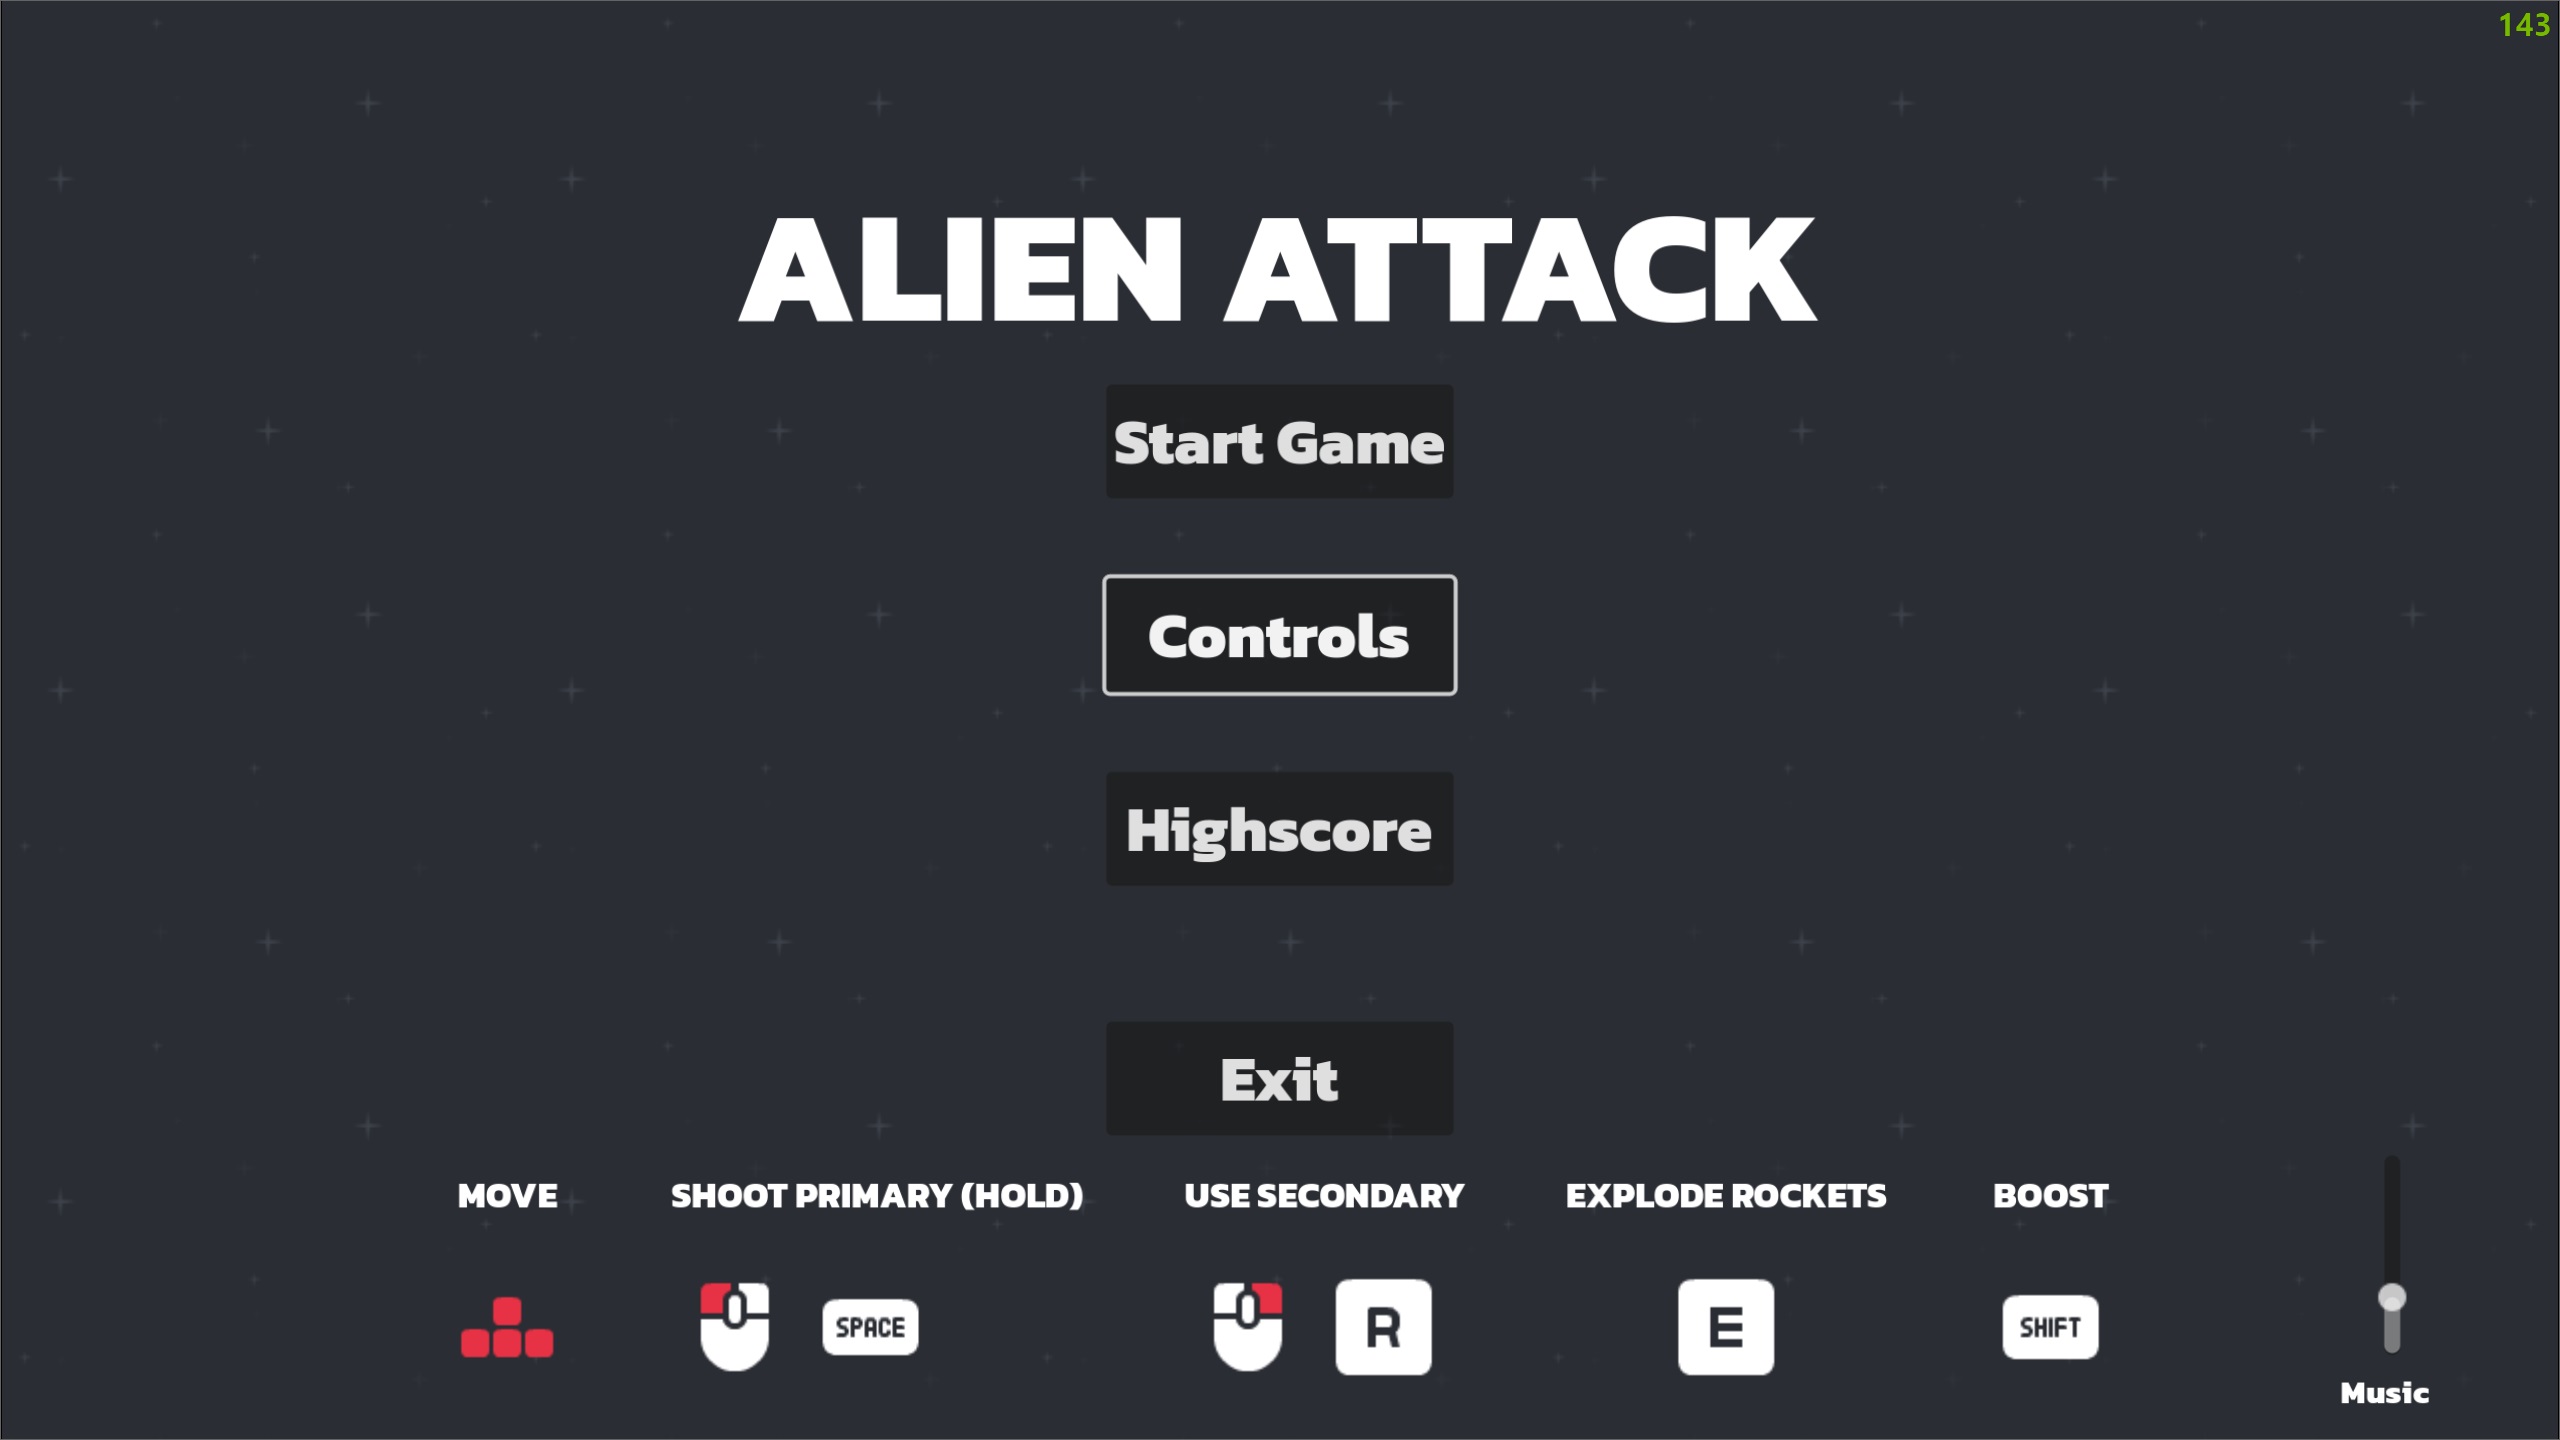 143
ALIEN ATTACK
Start Game
Controls
Highscore
Exit
MOVE
SHOOT PRIMARY (HOLD)
USE SECONDARY
EXPLODE ROCKETS
BOOST
SPACE
R
E
SHIFT
Music